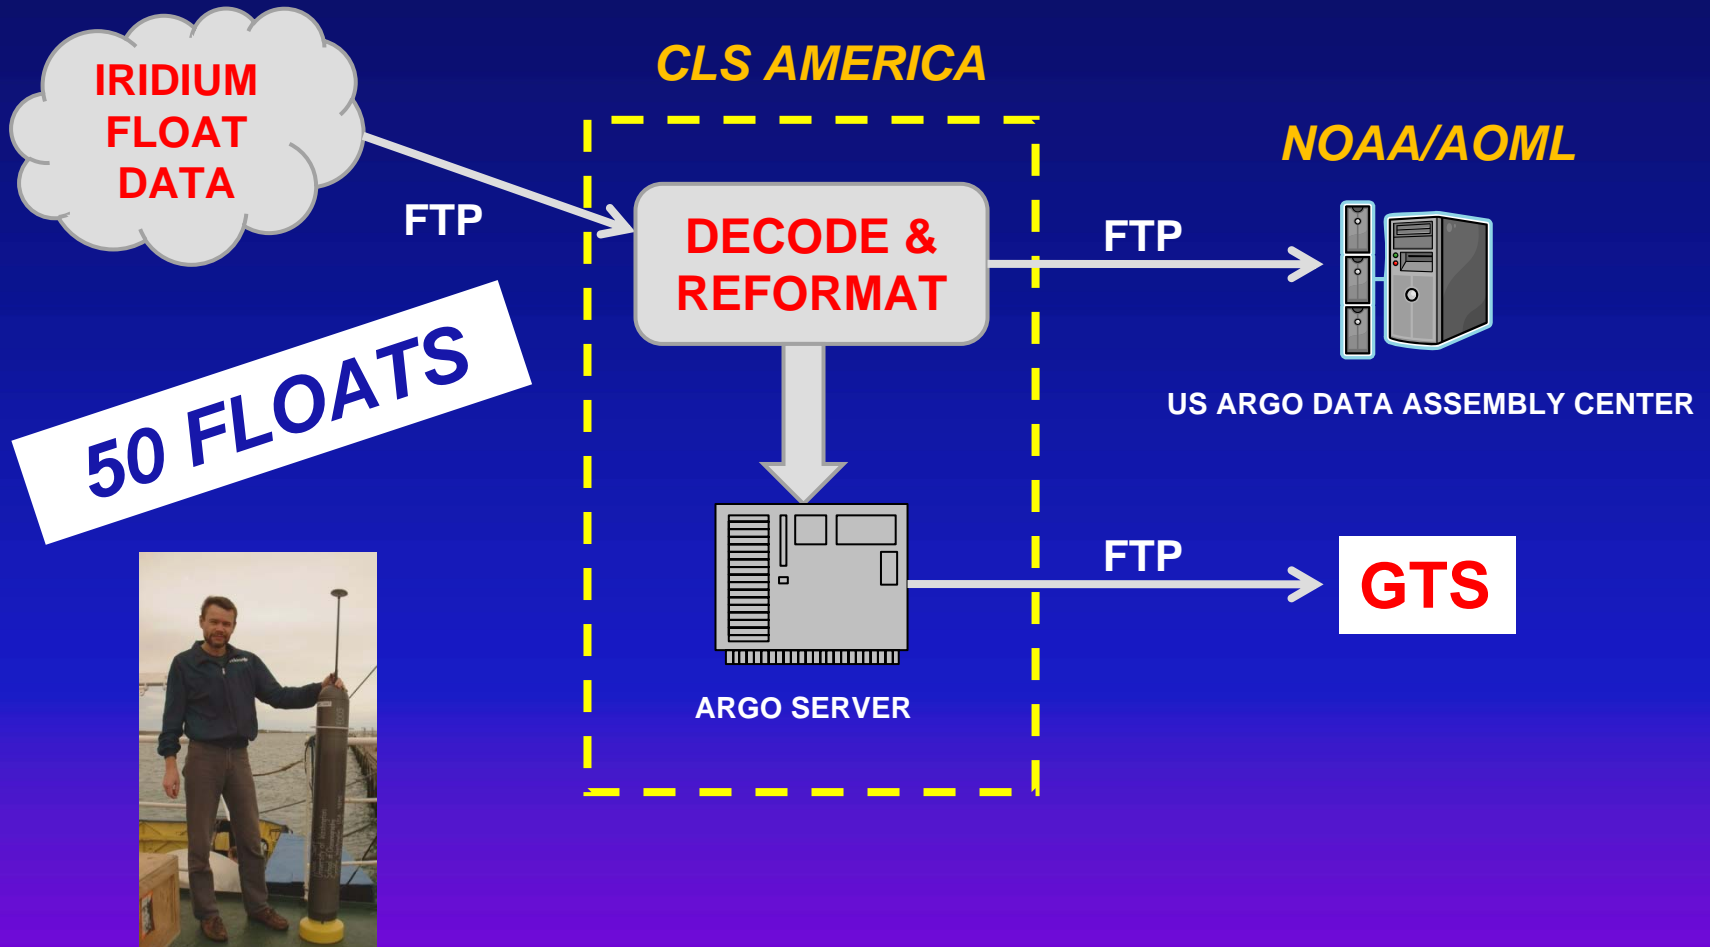 IRIDIUM
FLOAT
DATA
CLS AMERICA
NOAA/AOML
FTP
DECODE &
REFORMAT
FTP
US ARGO DATA ASSEMBLY CENTER
50 FLOATS
FTP
GTS
ARGO SERVER